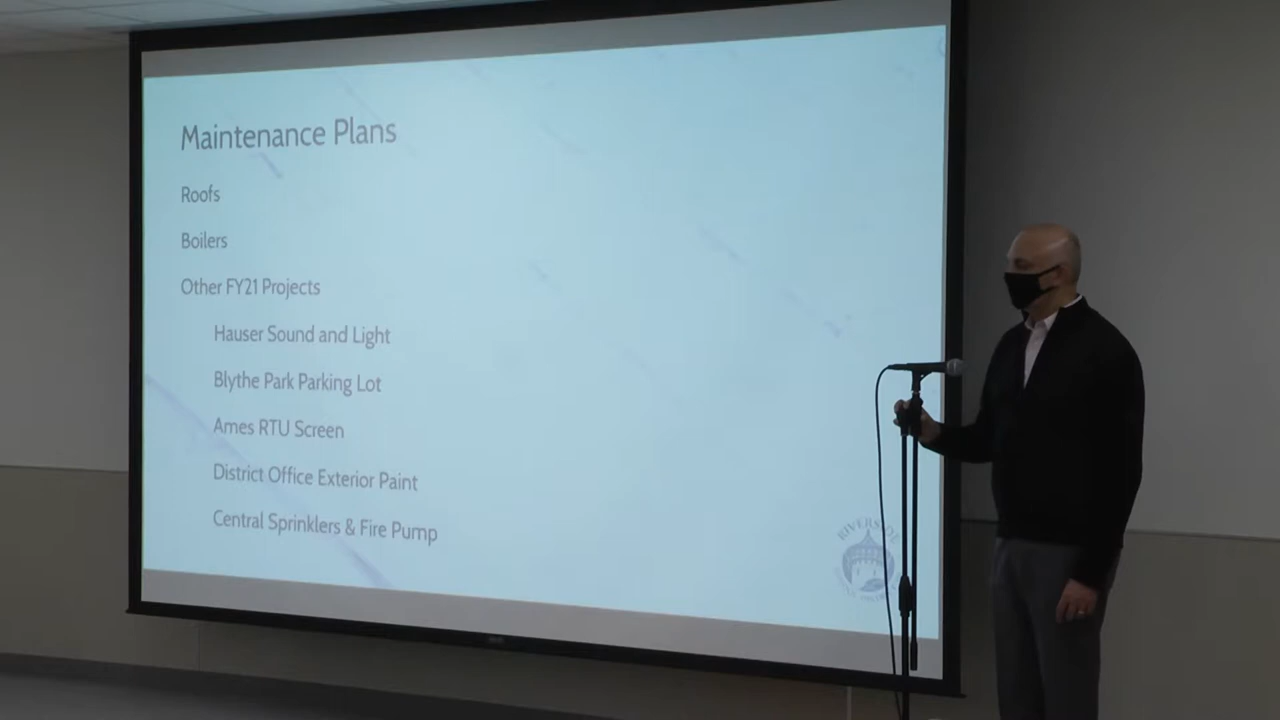 Maintenance Plans
Roofs
Boilers
Other FY21 Projects
Hauser Sound and Light
Blythe Park Parking Lot
Ames RTU Screen
District Office Exterior Paint
Central Sprinklers & Fire Pump
RIVERSIDE